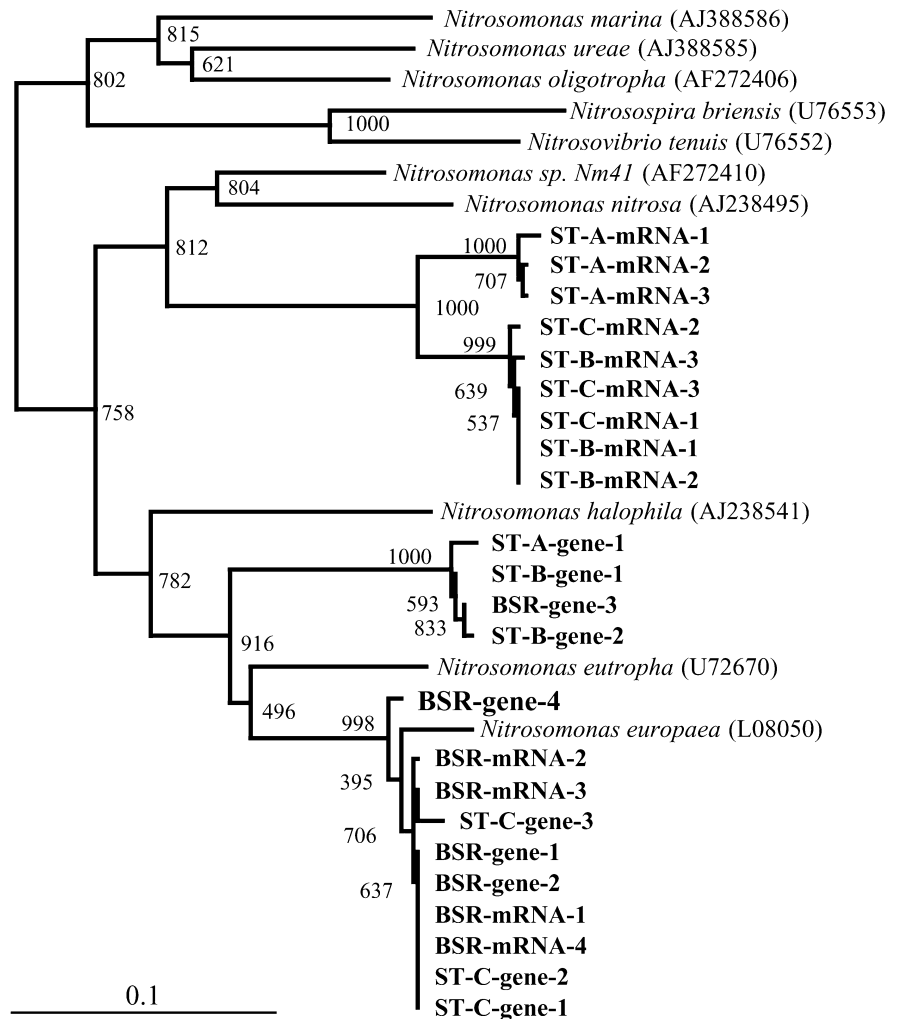 Nitrosomonas marina (AJ388586)
815
Nitrosomonas ureae (AJ388585)
621
802
Nitrosomonas oligotropha (AF272406)
Nitrosospira briensis (U76553)
1000
Nitrosovibrio tenuis (U76552)
Nitrosomonas sp. Nm41 (AF272410)
804
Nitrosomonas nitrosa (AJ238495)
812
ST-A-mRNA-1
1000
ST-A-mRNA-2
707
ST-A-mRNA-3
1000
ST-C-mRNA-2
999
ST-B-mRNA-3
639
ST-C-mRNA-3
758
537
ST-C-mRNA-1
ST-B-mRNA-1
ST-B-mRNA-2
Nitrosomonas halophila (AJ238541)
ST-A-gene-1
1000
782
ST-B-gene-1
593
BSR-gene-3
833
ST-B-gene-2
916
Nitrosomonas eutropha (U72670)
496
BSR-gene-4
998
Nitrosomonas europaea (L08050)
BSR-mRNA-2
395
BSR-mRNA-3
ST-C-gene-3
706
BSR-gene-1
BSR-gene-2
637
BSR-mRNA-1
BSR-mRNA-4
ST-C-gene-2
0.1
ST-C-gene-1